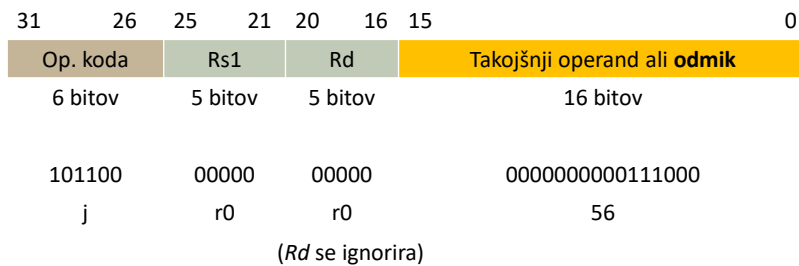 31 26 25 21 20 16 15 0
Op. koda Rs1 Rd Takojšnji operand ali odmik
6 bitov 5 bitov 5 bitov 16 bitov
101100 00000 00000 0000000000111000
j r0 r0 56
(Rd se ignorira)